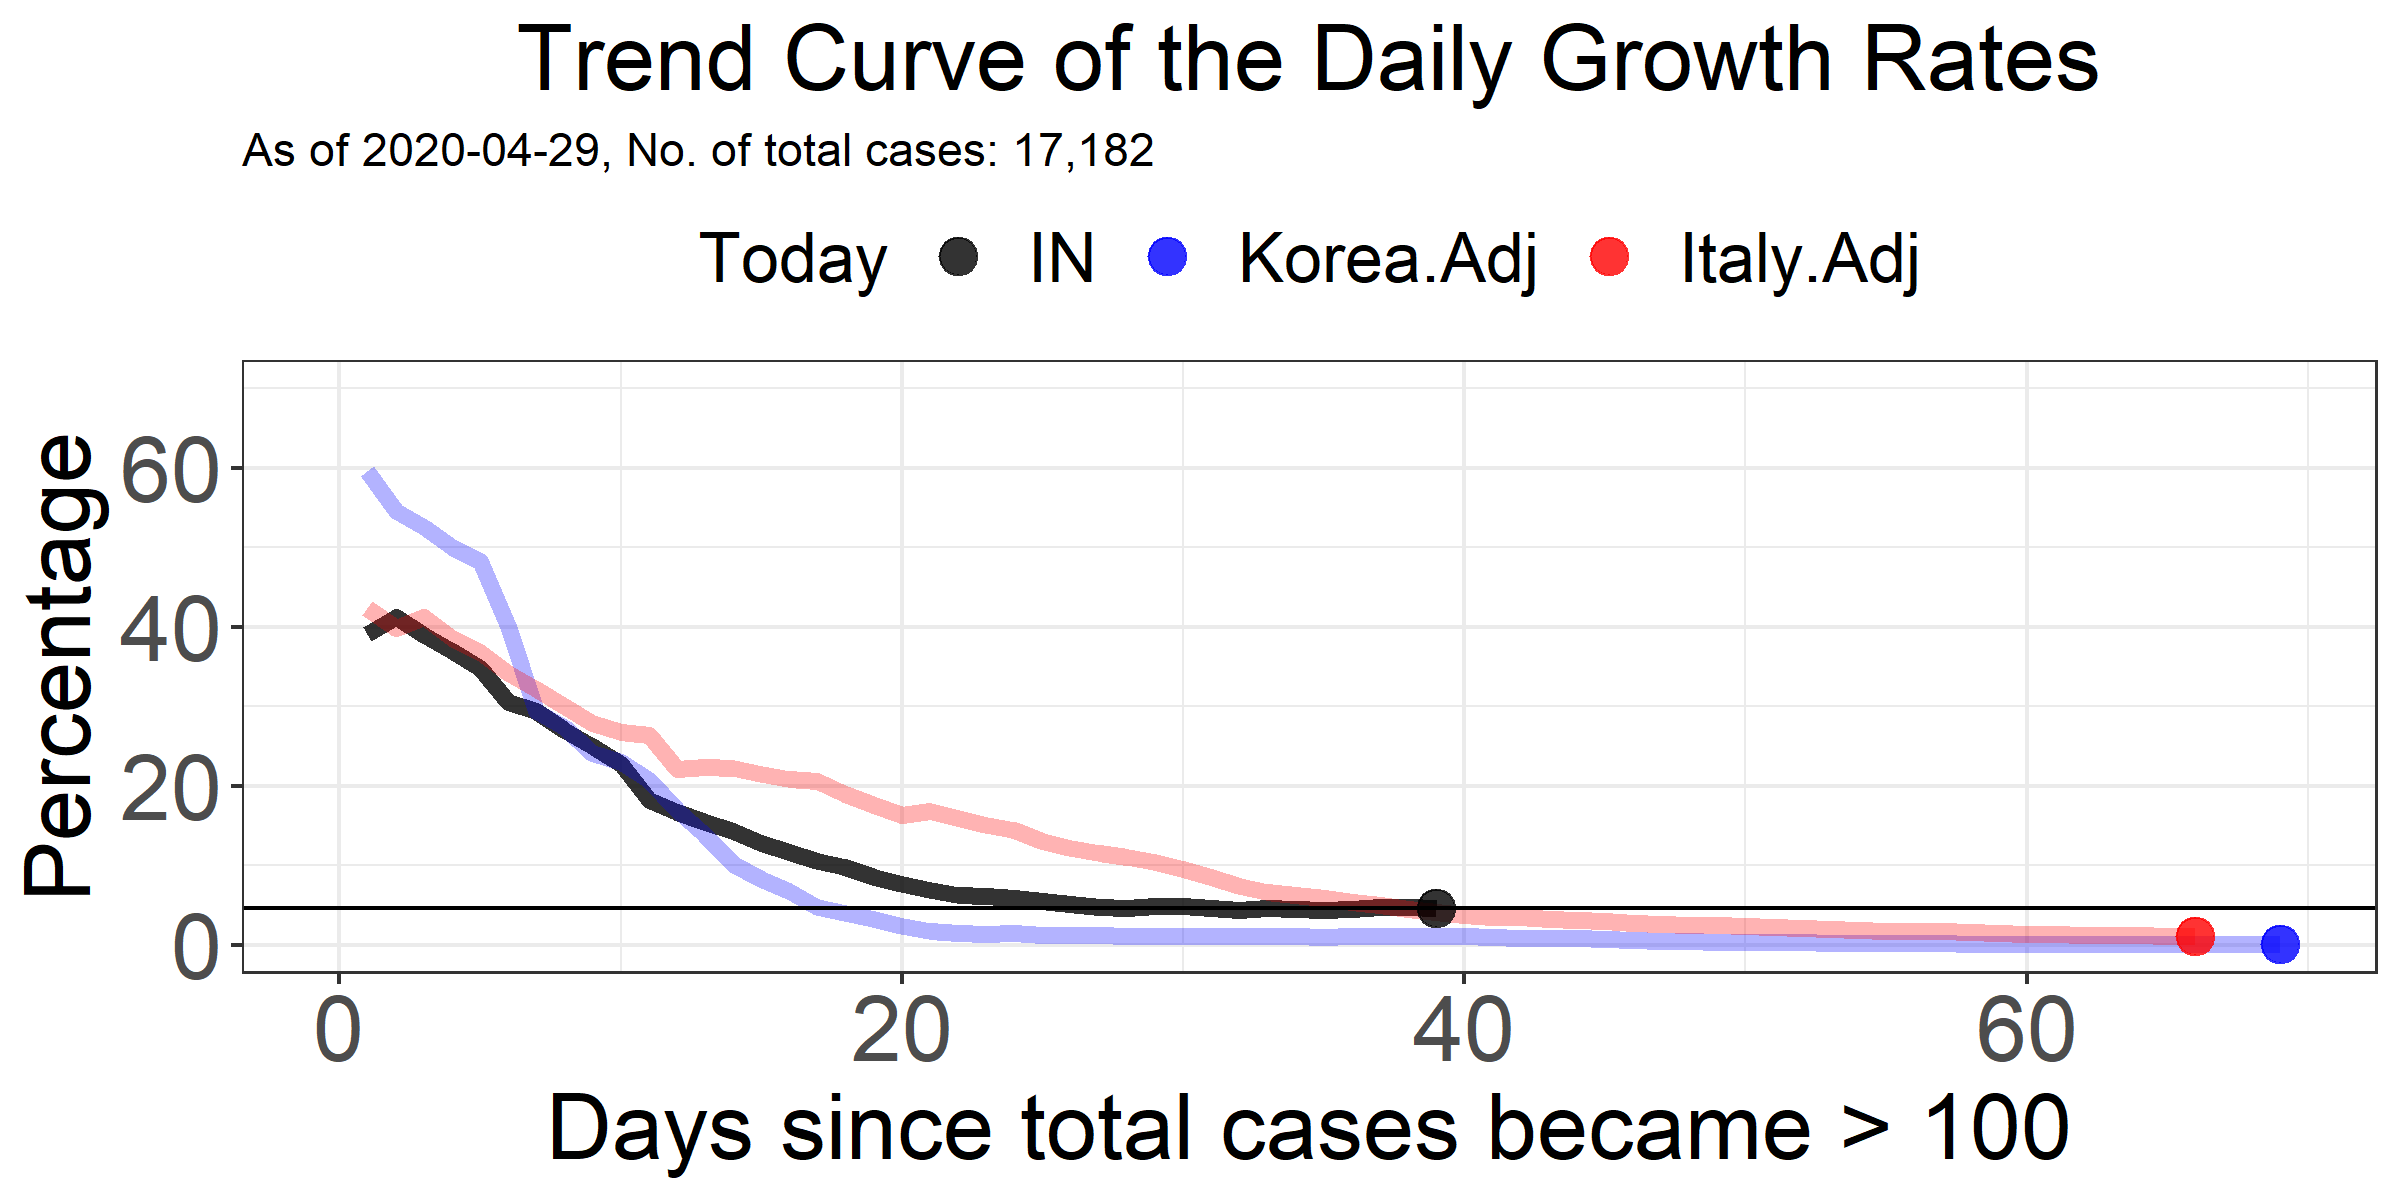 Trend Curve of the Daily Growth Rates
As of 2020-04-29, No. of total cases: 17,182
Today IN Korea.Adj Italy.Adj
Percentage
60
40
20
0
0 20 40 60
Days since total cases became > 100